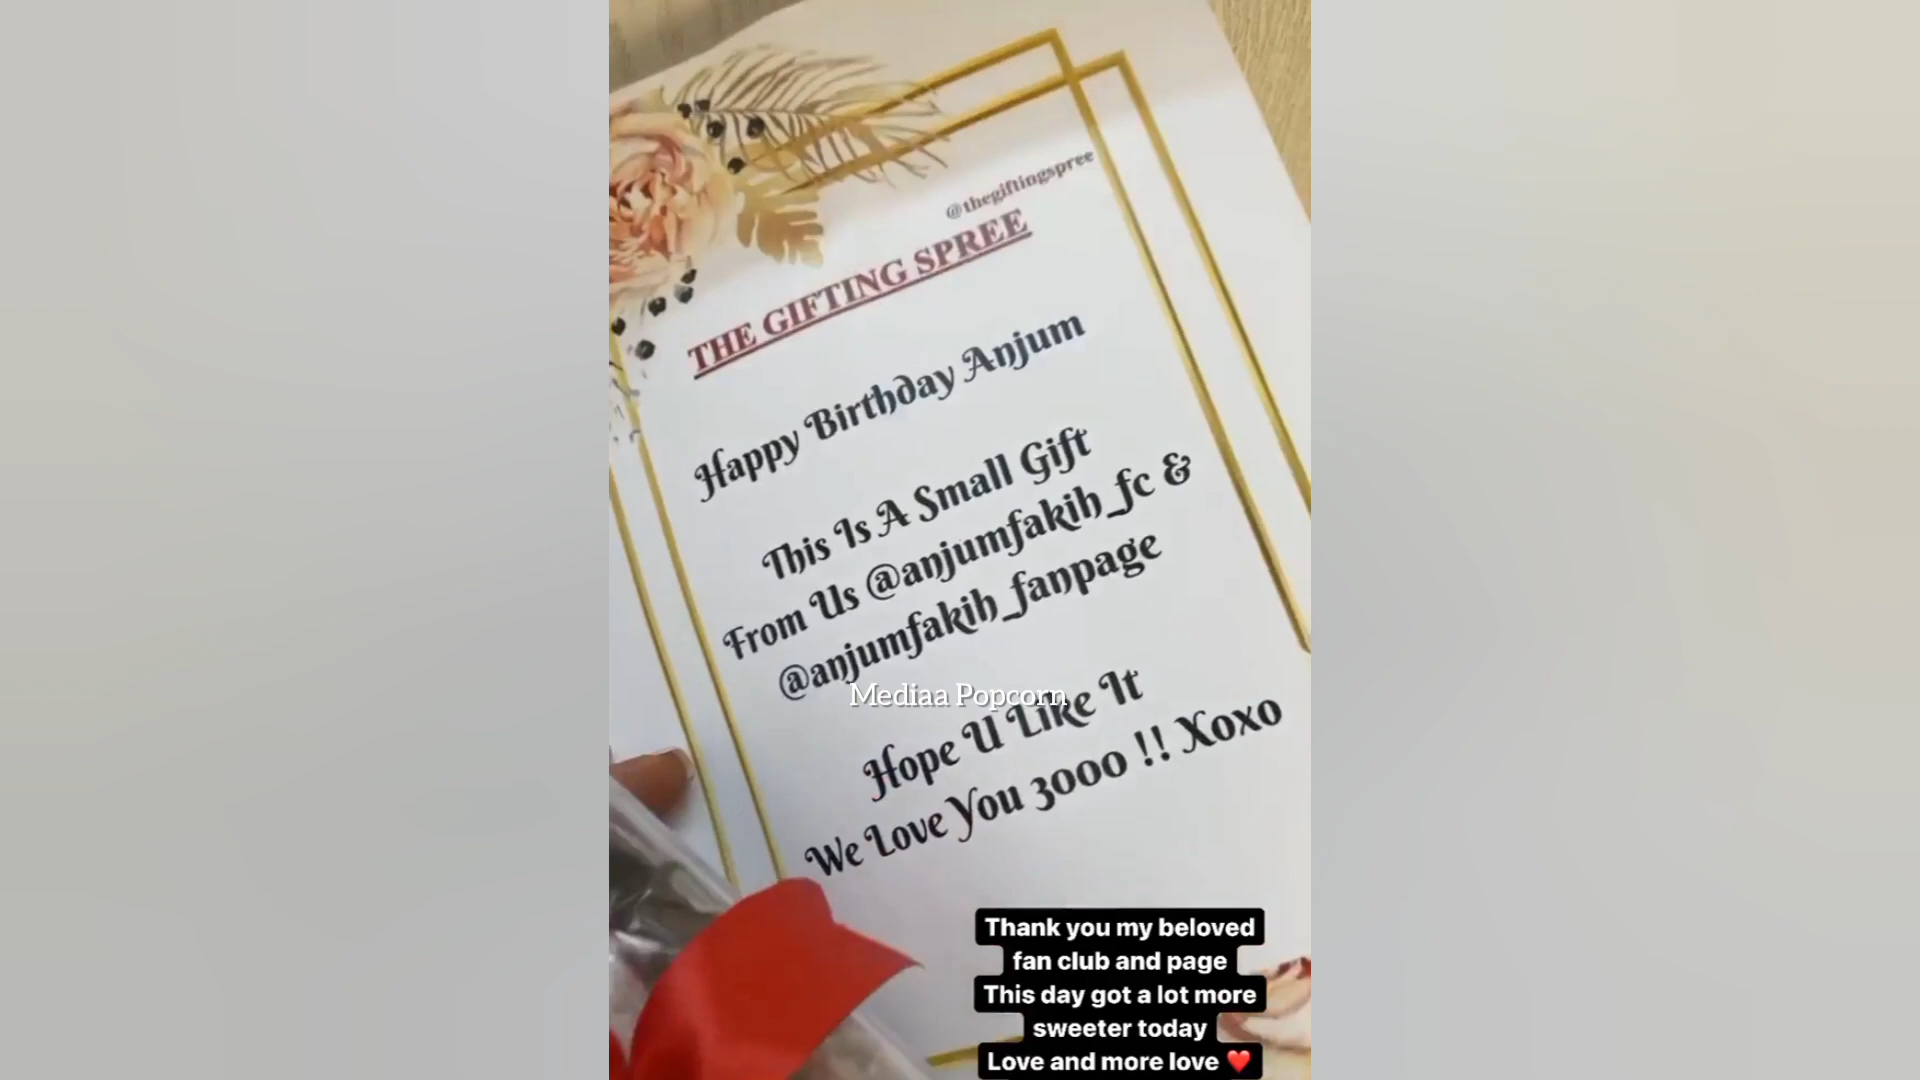 @thegiftingspree
THE GIFTING SPREE
Happy Birthday Anjum
This Is A Small Gift
From Us @anjumfakih_fc &
@anjumfakih_fanpage
Mediaa Popcorn
Hope U Like It
We Love You 3000 !! Xoxo
Thank you my beloved
fan club and page
This day got a lot more
sweeter today
Love and more love ❤️